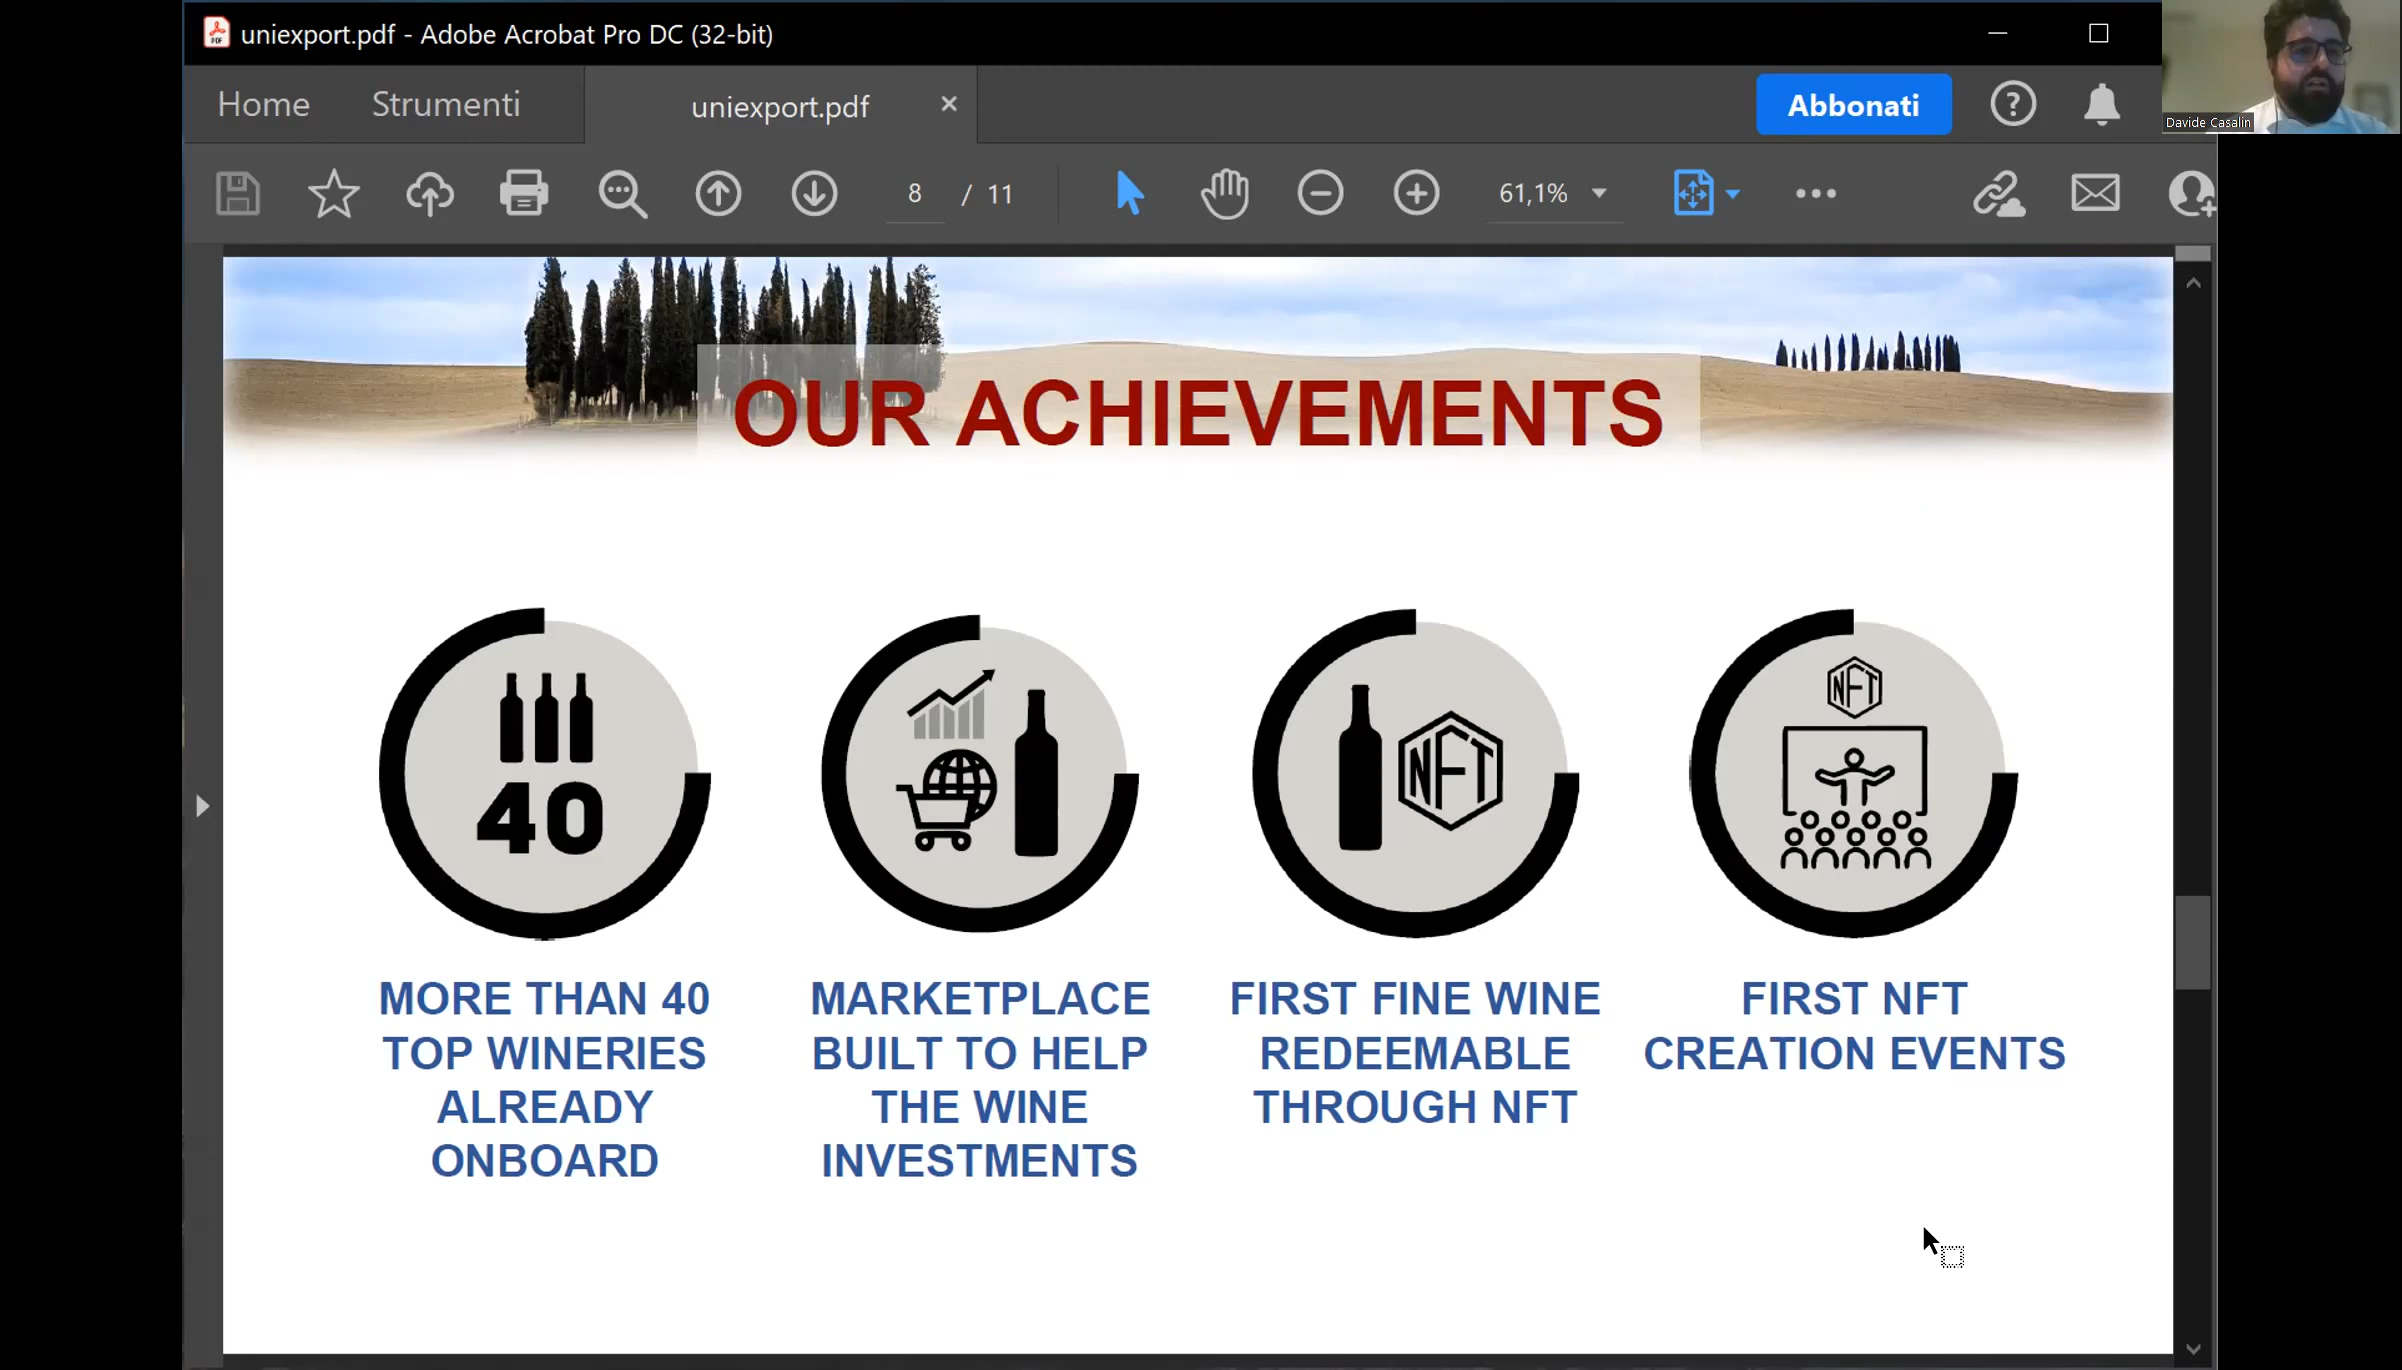 uniexport.pdf - Adobe Acrobat Pro DC (32-bit)
Davide Casalin
Home Strumenti uniexport.pdf Abbonati
8 / 11 61,1%
OUR ACHIEVEMENTS
40
NFT
NFT
MORE THAN 40
TOP WINERIES
ALREADY
ONBOARD
MARKETPLACE
BUILT TO HELP
THE WINE
INVESTMENTS
FIRST FINE WINE
REDEEMABLE
THROUGH NFT
FIRST NFT
CREATION EVENTS